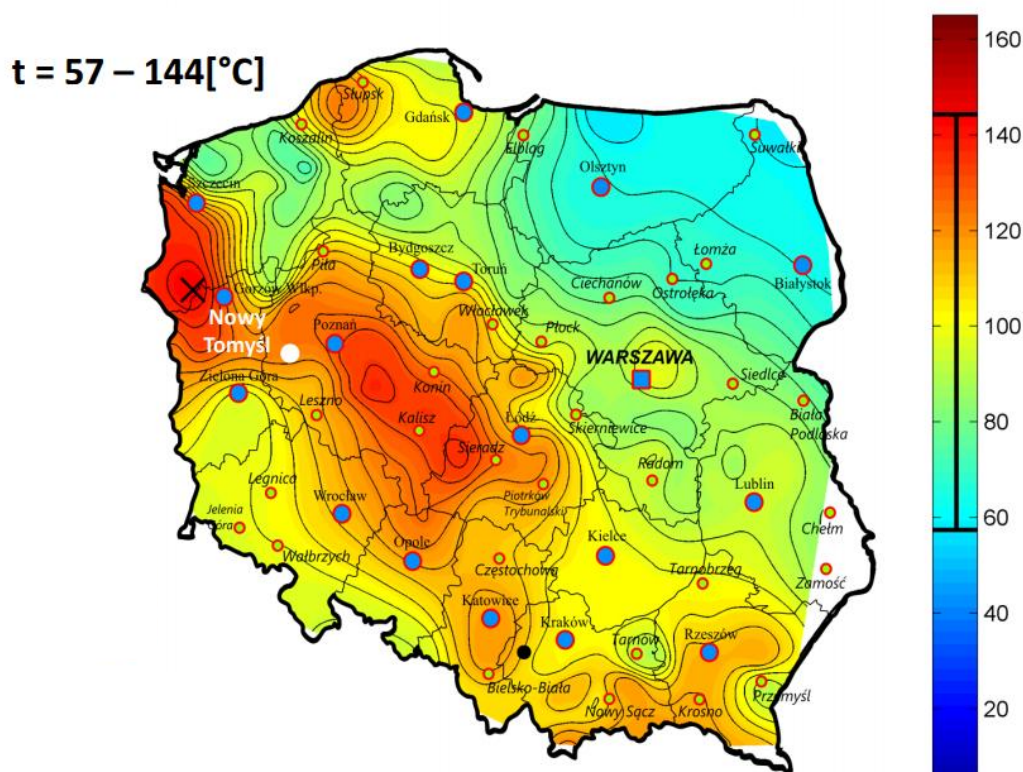 t = 57 – 144[°C]
160
140
120
100
80
60
40
20
Słupsk
Koszalin
Gdańsk
Elbląg
Suwałki
Olsztyn
Szczecin
Łomża
Bydgoszcz
Piła
Toruń
Ciechanów
Ostrołęka
Białystok
Gorzów Wlkp.
Włocławek
Nowy
Tomyśl
Poznań
Płock
WARSZAWA
Siedlce
Zielona Góra
Konin
Leszno
Kalisz
Łódź
Skierniewice
Biała
Podlaska
Sieradz
Radom
Legnica
Wrocław
Piotrków
Trybunalski
Lublin
Jelenia
Góra
Chełm
Wałbrzych
Opole
Kielce
Częstochowa
Tarnobrzeg
Zamość
Katowice
Kraków
Tarnów
Rzeszów
Bielsko-Biała
Przemyśl
Nowy Sącz
Krosno